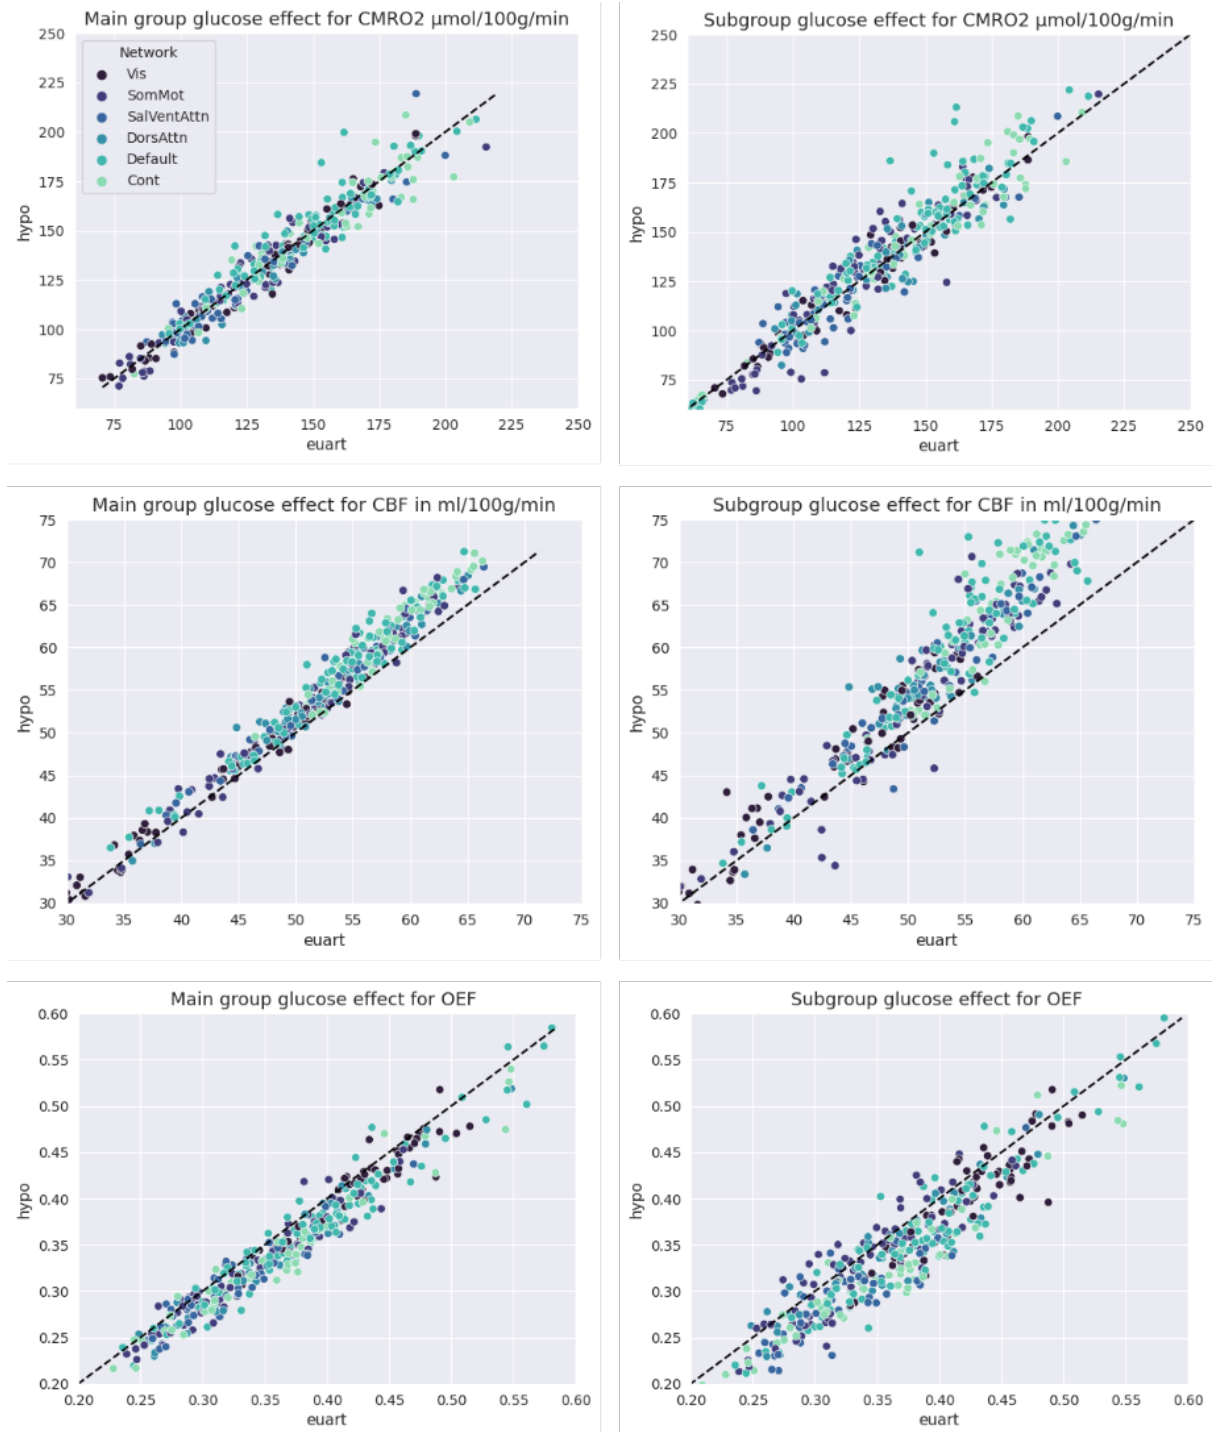 Main group glucose effect for CMRO2 µmol/100g/min
250
225
200
175
150
125
100
75
hypo
Network
Vis
SomMot
SalVentAttn
DorsAttn
Default
Cont
75 100 125 150 175 200 225 250
euart
Subgroup glucose effect for CMRO2 µmol/100g/min
250
225
200
175
150
125
100
75
hypo
75 100 125 150 175 200 225 250
euart
Main group glucose effect for CBF in ml/100g/min
75
70
65
60
55
50
45
40
35
30
hypo
30 35 40 45 50 55 60 65 70 75
euart
Subgroup glucose effect for CBF in ml/100g/min
75
70
65
60
55
50
45
40
35
30
hypo
30 35 40 45 50 55 60 65 70 75
euart
Main group glucose effect for OEF
0.60
0.55
0.50
0.45
0.40
0.35
0.30
0.25
0.20
hypo
0.20 0.25 0.30 0.35 0.40 0.45 0.50 0.55 0.60
euart
Subgroup glucose effect for OEF
0.60
0.55
0.50
0.45
0.40
0.35
0.30
0.25
0.20
hypo
0.20 0.25 0.30 0.35 0.40 0.45 0.50 0.55 0.60
euart